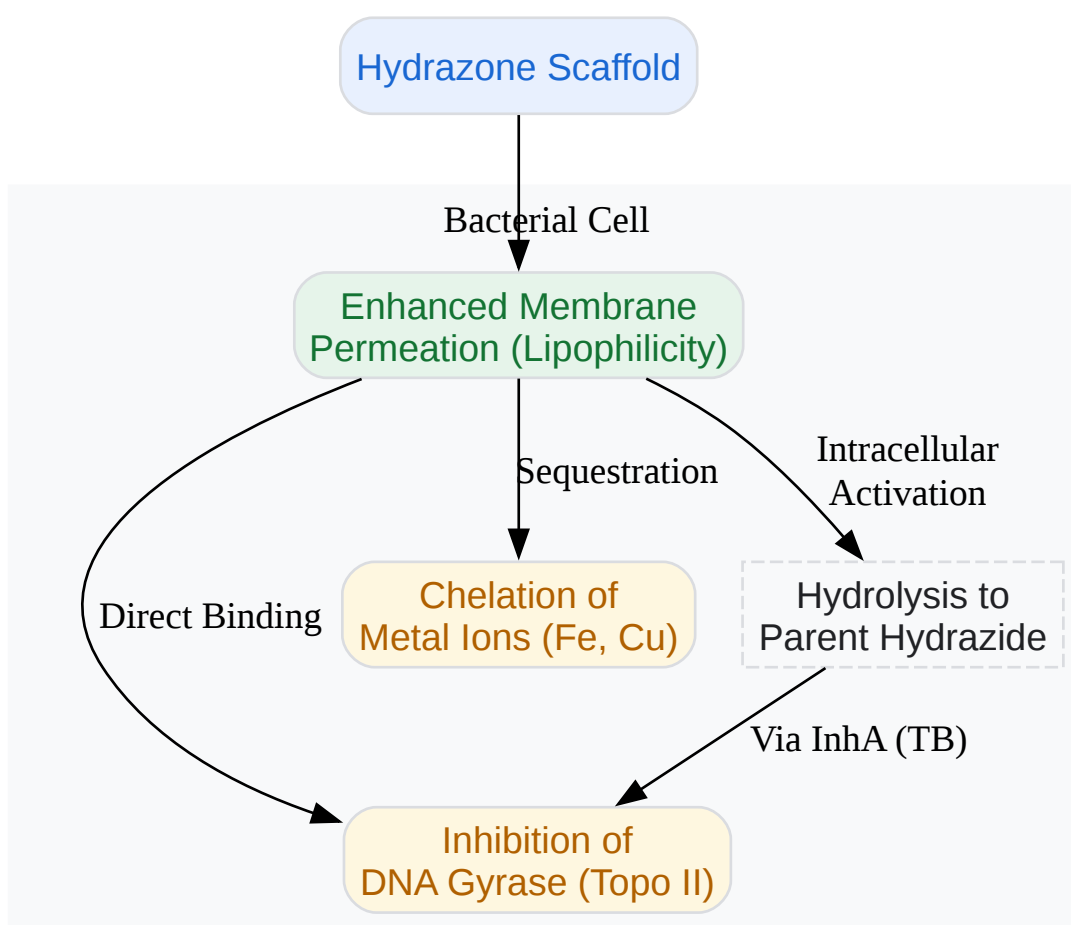 Hydrazone Scaffold
Bacterial Cell
Enhanced Membrane
Permeation (Lipophilicity)
Sequestration
Intracellular
Activation
Direct Binding
Chelation of
Metal Ions (Fe, Cu)
Hydrolysis to
Parent Hydrazide
Via InhA (TB)
Inhibition of
DNA Gyrase (Topo II)